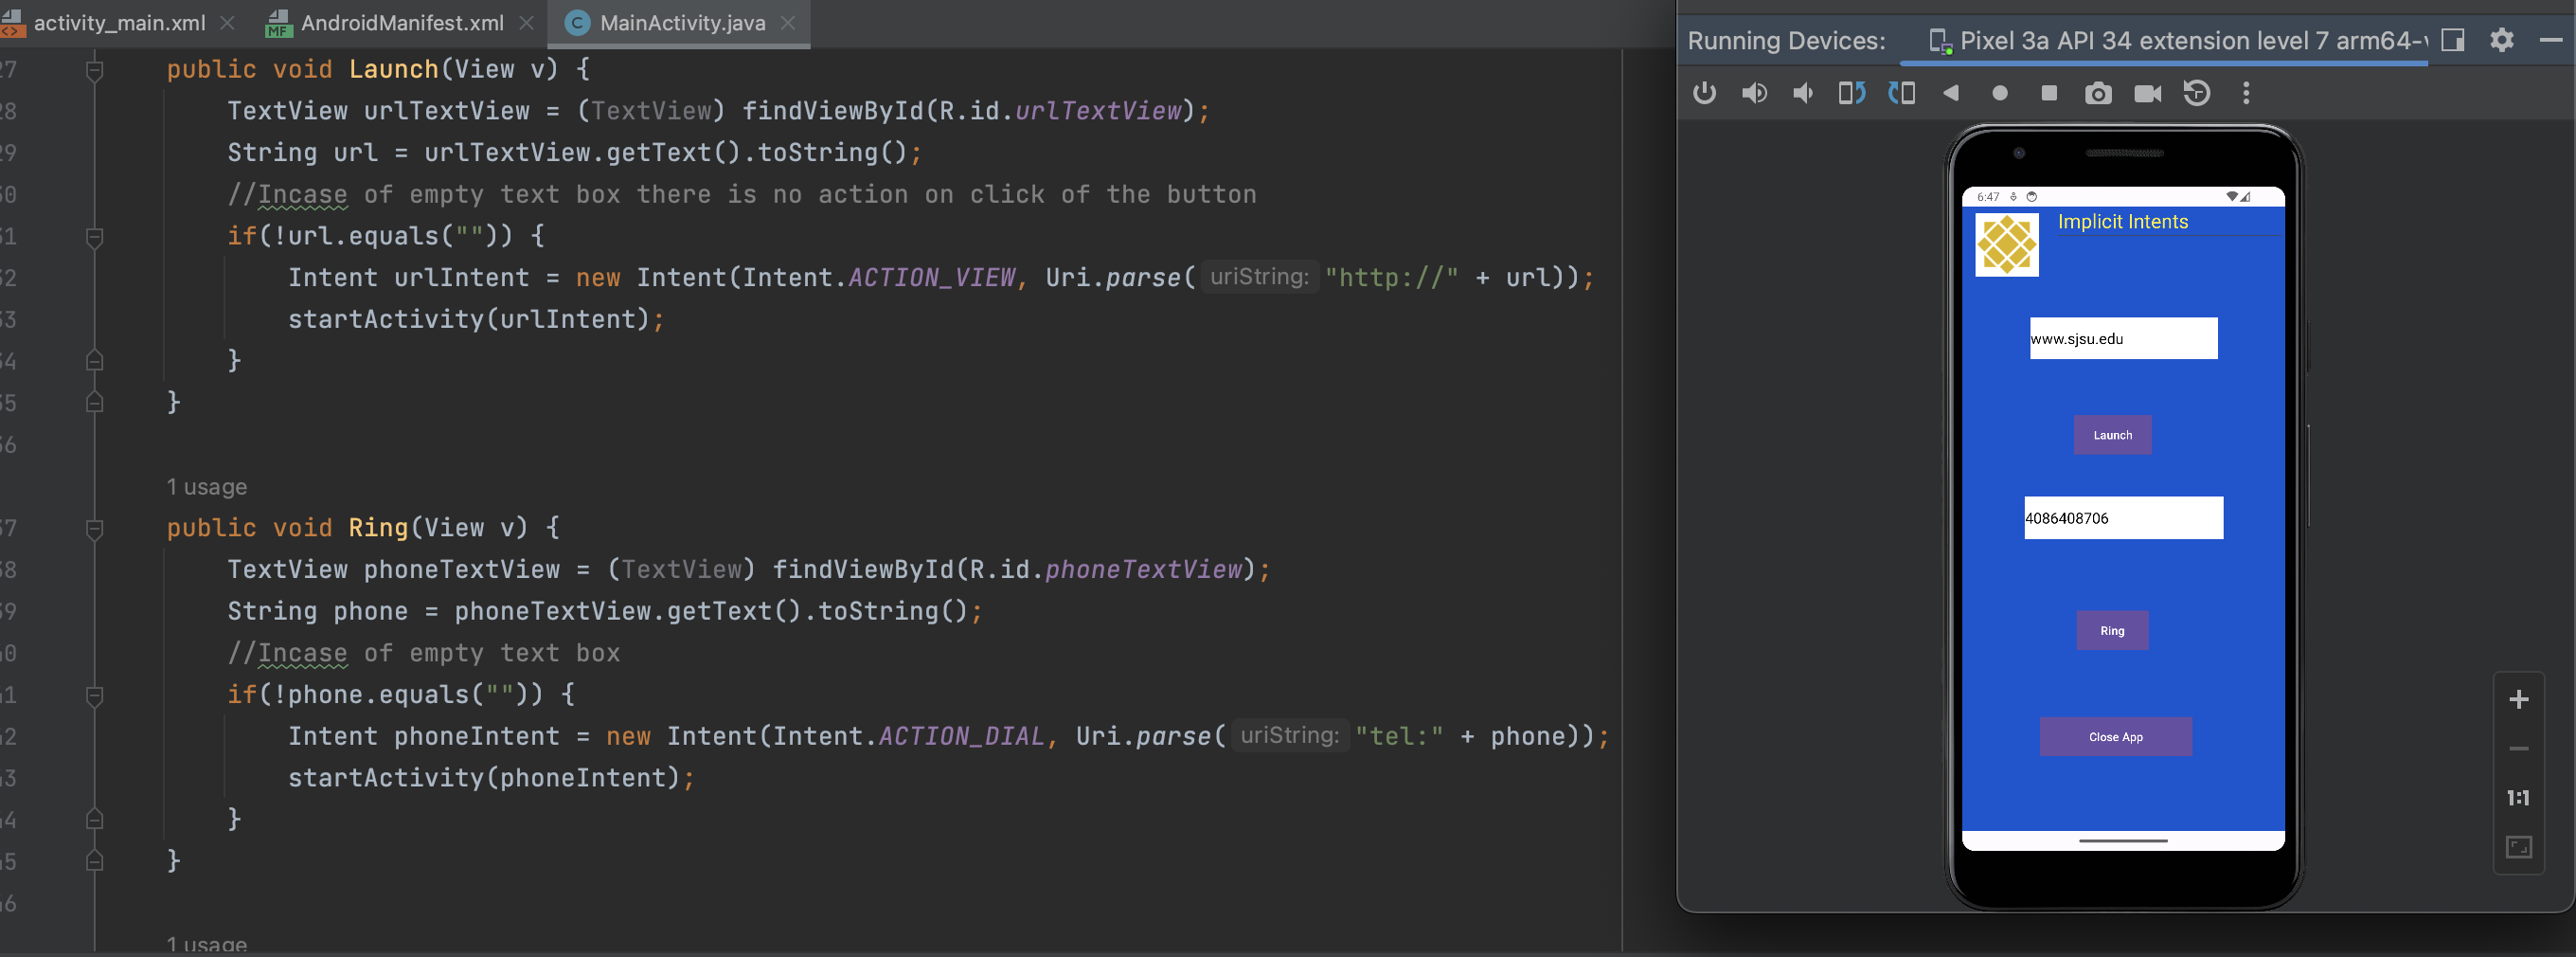 activity_main.xml
AndroidManifest.xml
MainActivity.java
public void Launch(View v) {
28 TextView urlTextView = (TextView) findViewById(R.id.urlTextView);
29 String url = urlTextView.getText().toString();
30 //Incase of empty text box there is no action on click of the button
31 if(!url.equals("")) {
32 Intent urlIntent = new Intent(Intent.ACTION_VIEW, Uri.parse( uriString: "http://" + url));
33 startActivity(urlIntent);
34 }
35 }
36
1 usage
37 public void Ring(View v) {
38 TextView phoneTextView = (TextView) findViewById(R.id.phoneTextView);
39 String phone = phoneTextView.getText().toString();
40 //Incase of empty text box
41 if(!phone.equals("")) {
42 Intent phoneIntent = new Intent(Intent.ACTION_DIAL, Uri.parse( uriString: "tel:" + phone));
43 startActivity(phoneIntent);
44 }
45 }
46
1 usage
Running Devices:
Pixel 3a API 34 extension level 7 arm64-v
6:47
Implicit Intents
www.sjsu.edu
Launch
4086408706
Ring
Close App
1:1